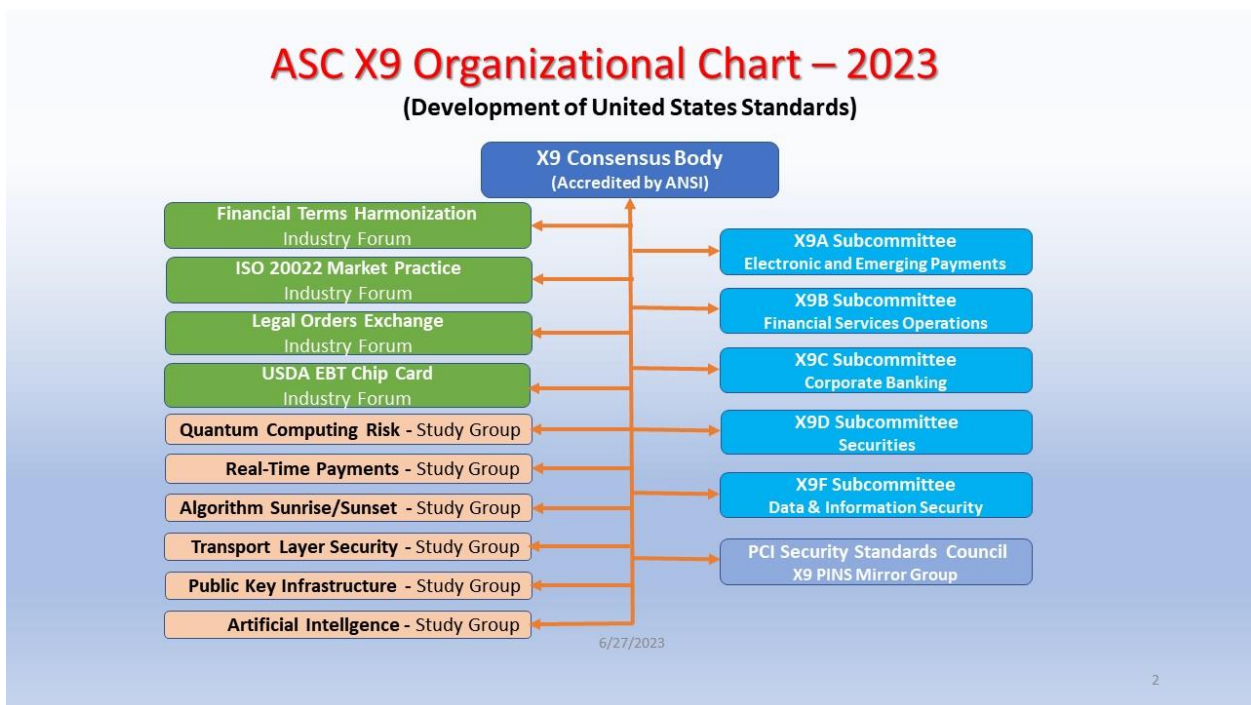 ASC X9 Organizational Chart – 2023
(Development of United States Standards)
X9 Consensus Body
(Accredited by ANSI)
Financial Terms Harmonization
Industry Forum
ISO 20022 Market Practice
Industry Forum
Legal Orders Exchange
Industry Forum
USDA EBT Chip Card
Industry Forum
Quantum Computing Risk - Study Group
Real-Time Payments - Study Group
Algorithm Sunrise/Sunset - Study Group
Transport Layer Security - Study Group
Public Key Infrastructure - Study Group
Artificial Intellgence - Study Group
X9A Subcommittee
Electronic and Emerging Payments
X9B Subcommittee
Financial Services Operations
X9C Subcommittee
Corporate Banking
X9D Subcommittee
Securities
X9F Subcommittee
Data & Information Security
PCI Security Standards Council
X9 PINS Mirror Group
6/27/2023
2